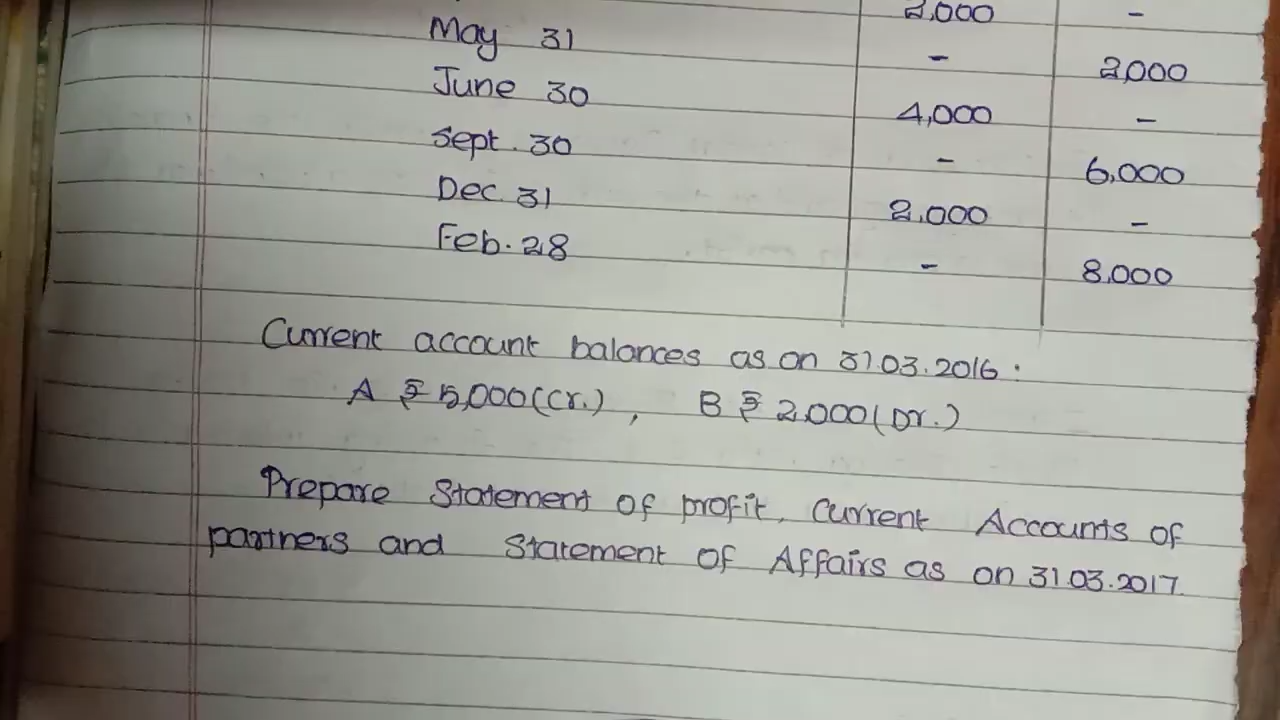 2,000 -
May 31 - 2,000
June 30 4,000 -
Sept. 30 - 6,000
Dec. 31 2,000 -
Feb. 28 - 8,000
Current account balances as on 31.03.2016:
A ₹ 5,000 (Cr.), B ₹ 2,000 (Dr.)
Prepare Statement of profit, Current Accounts of
partners and Statement of Affairs as on 31.03.2017.